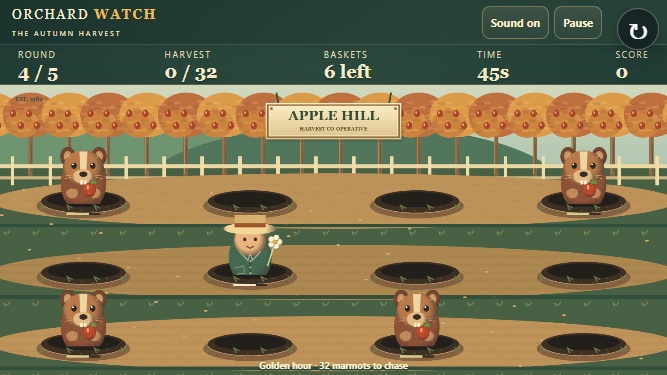 ORCHARD WATCH
THE AUTUMN HARVEST
Sound on
Pause
ROUND
4 / 5
HARVEST
0 / 32
BASKETS
6 left
TIME
45s
SCORE
0
EST. 1962
APPLE HILL
HARVEST CO OPERATIVE
Golden hour · 32 marmots to chase